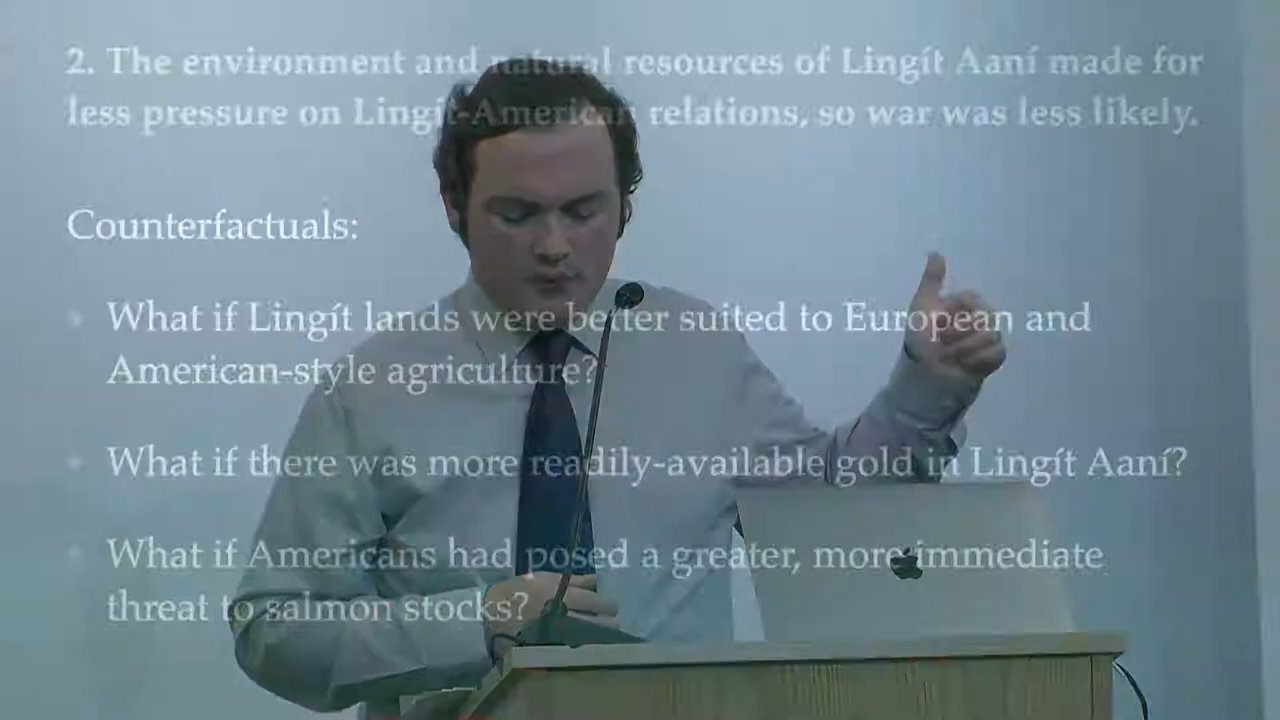 2. The environment and natural resources of Lingít Aaní made for
less pressure on Lingít-American relations, so war was less likely.
Counterfactuals:
What if Lingít lands were better suited to European and
American-style agriculture?
What if there was more readily-available gold in Lingít Aaní?
What if Americans had posed a greater, more immediate
threat to salmon stocks?